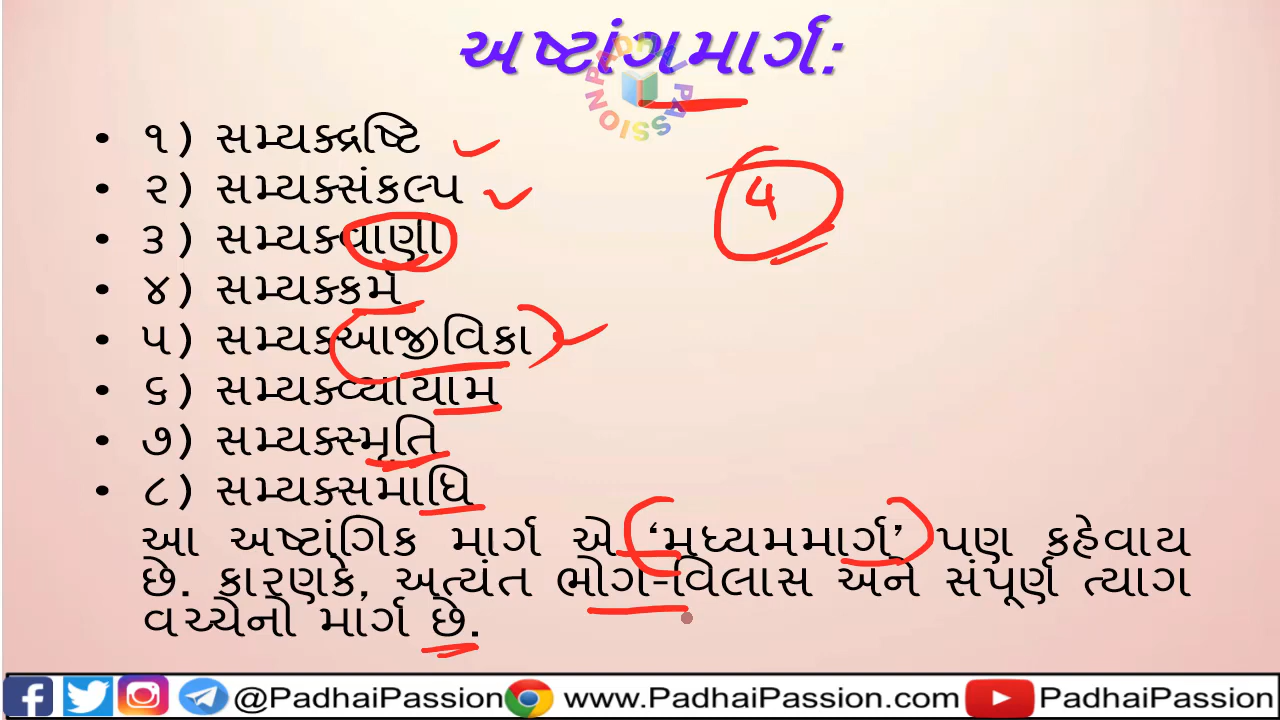 અષ્ટાંગમાર્ગ:
PADHAI PASSION
• ૧) સમ્યક્દ્રષ્ટિ
• ૨) સમ્યક્સંકલ્પ
4
• ૩) સમ્યક્વાણી
• ૪) સમ્યક્કર્મ
• ૫) સમ્યક્આજીવિકા
• ૬) સમ્યક્વ્યાયામ
• ૭) સમ્યક્સ્મૃતિ
• ૮) સમ્યક્સમાધિ
આ અષ્ટાંગિક માર્ગ એ ‘મધ્યમમાર્ગ’ પણ કહેવાય
છે. કારણકે, અત્યંત ભોગ-વિલાસ અને સંપૂર્ણ ત્યાગ
વચ્ચેનો માર્ગ છે.
@PadhaiPassion www.PadhaiPassion.com PadhaiPassion